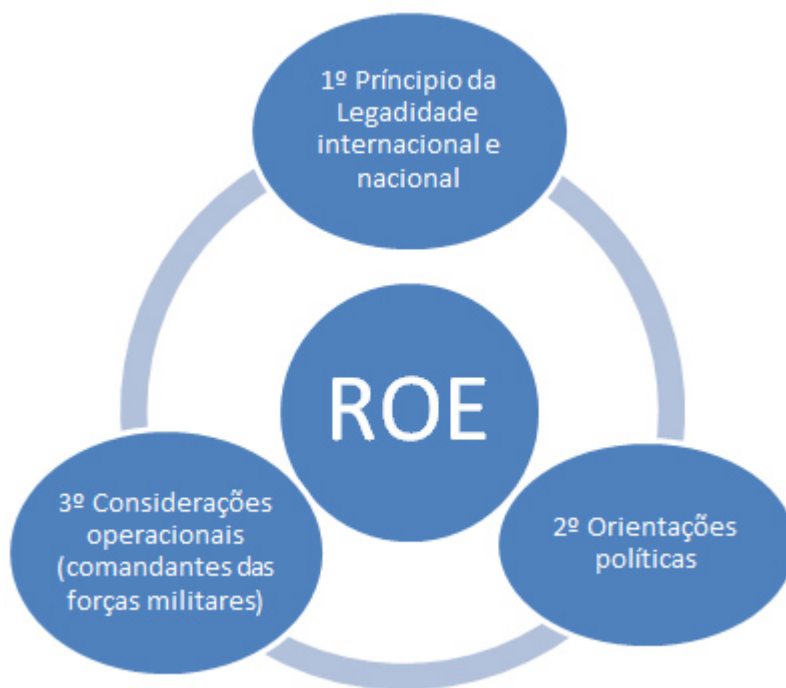 1º Príncipio da
Legadidade
internacional e
nacional
ROE
3º Considerações
operacionais
(comandantes das
forças militares)
2º Orientações
políticas